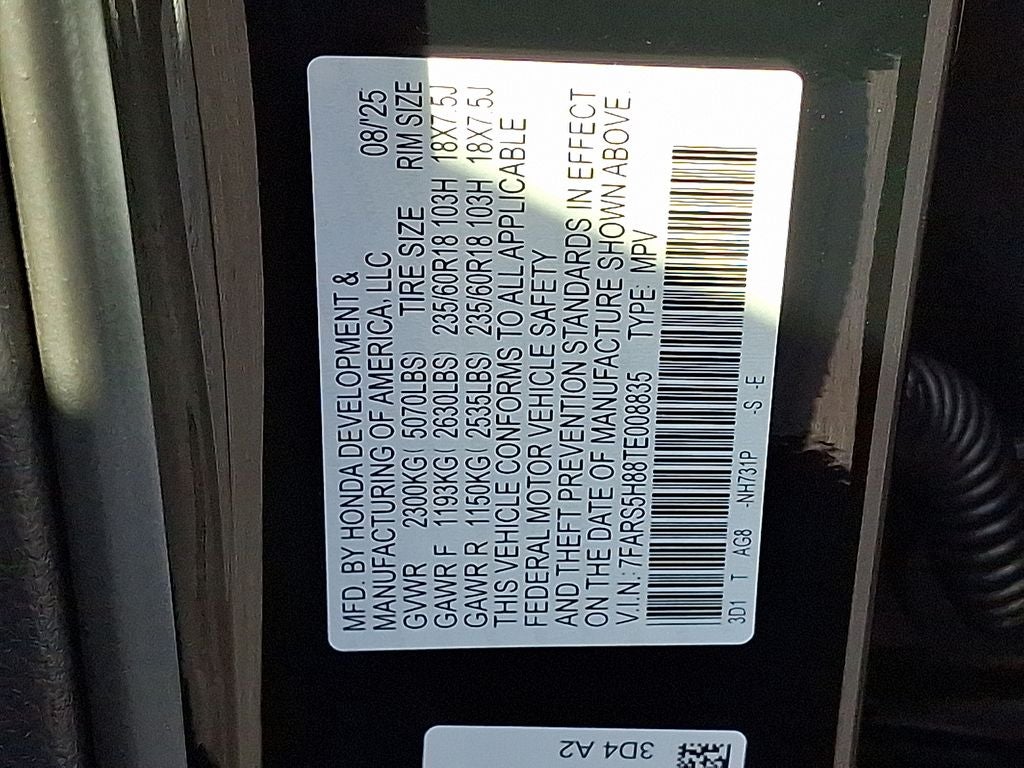 MFD. BY HONDA DEVELOPMENT &
MANUFACTURING OF AMERICA, LLC 08/'25
GVWR 2300KG( 5070LBS) TIRE SIZE RIM SIZE
GAWR F 1193KG( 2630LBS) 235/60R18 103H 18X7.5J
GAWR R 1150KG( 2535LBS) 235/60R18 103H 18X7.5J
THIS VEHICLE CONFORMS TO ALL APPLICABLE
FEDERAL MOTOR VEHICLE SAFETY
AND THEFT PREVENTION STANDARDS IN EFFECT
ON THE DATE OF MANUFACTURE SHOWN ABOVE.
V.I.N.: 7FARS5H88TE008835 TYPE: MPV
3D1 T AG8 -NH731P -S -E
3D4 A2